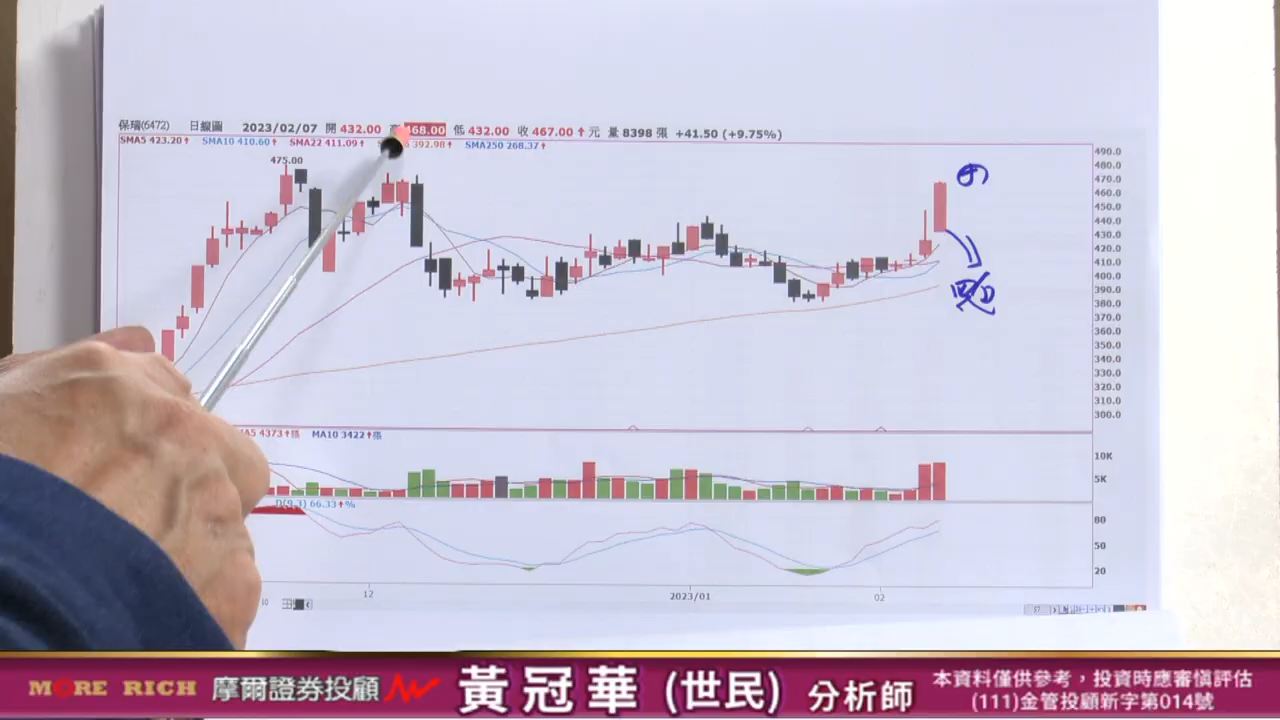 保瑞(6472) 日線圖 2023/02/07 開 432.00 高 468.00 低 432.00 收 467.00↑元 量 8398 張 +41.50 (+9.75%)
SMA5 423.20↑ SMA10 410.60↑ SMA22 411.09↑ 392.98↑ SMA250 268.37↑
475.00
490.0
480.0
470.0
460.0
450.0
440.0
430.0
420.0
410.0
400.0
390.0
380.0
370.0
360.0
350.0
340.0
330.0
320.0
310.0
300.0
MA5 4373↑張 MA10 3422↑張
10K
5K
D(9,3) 66.33↑%
80
50
20
10 12 2023/01 02
MORE RICH 摩爾證券投顧 黃冠華 (世民) 分析師
本資料僅供參考，投資時應審慎評估
(111)金管投顧新字第014號